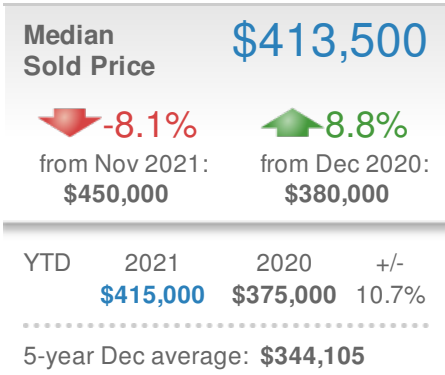 Median
Sold Price
$413,500
-8.1% 8.8%
from Nov 2021: from Dec 2020:
$450,000 $380,000
YTD 2021 2020 +/-
$415,000 $375,000 10.7%
5-year Dec average: $344,105